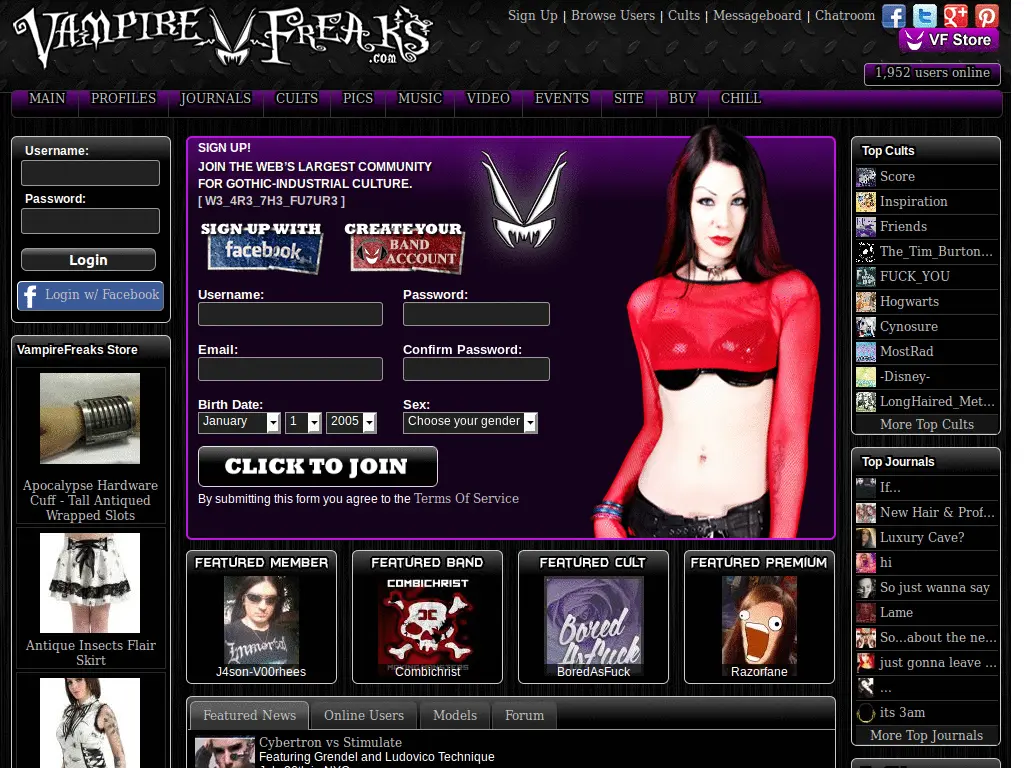 VAMPIREFREAKS
.com
Sign Up | Browse Users | Cults | Messageboard | Chatroom
VF Store
1,952 users online
MAIN PROFILES JOURNALS CULTS PICS MUSIC VIDEO EVENTS SITE BUY CHILL
Username:
Password:
Login
Login w/ Facebook
VampireFreaks Store
Apocalypse Hardware
Cuff - Tall Antiqued
Wrapped Slots
Antique Insects Flair
Skirt
SIGN UP!
JOIN THE WEB'S LARGEST COMMUNITY
FOR GOTHIC-INDUSTRIAL CULTURE.
[ W3_4R3_7H3_FU7UR3 ]
SIGN UP WITH
facebook
CREATE YOUR
BAND
ACCOUNT
Username: Password:
Email: Confirm Password:
Birth Date: Sex:
January 1 2005 Choose your gender
CLICK TO JOIN
By submitting this form you agree to the Terms Of Service
FEATURED MEMBER
Immortal
J4son-V00rhees
FEATURED BAND
COMBICHRIST
Combichrist
FEATURED CULT
Bored
AsFuck
BoredAsFuck
FEATURED PREMIUM
Razorlane
Featured News Online Users Models Forum
Cybertron vs Stimulate
Featuring Grendel and Ludovico Technique
Top Cults
Score
Inspiration
Friends
The_Tim_Burton...
FUCK_YOU
Hogwarts
Cynosure
MostRad
-Disney-
LongHaired_Met...
More Top Cults
Top Journals
If...
New Hair & Prof...
Luxury Cave?
hi
So just wanna say
Lame
So...about the ne...
just gonna leave ...
...
its 3am
More Top Journals